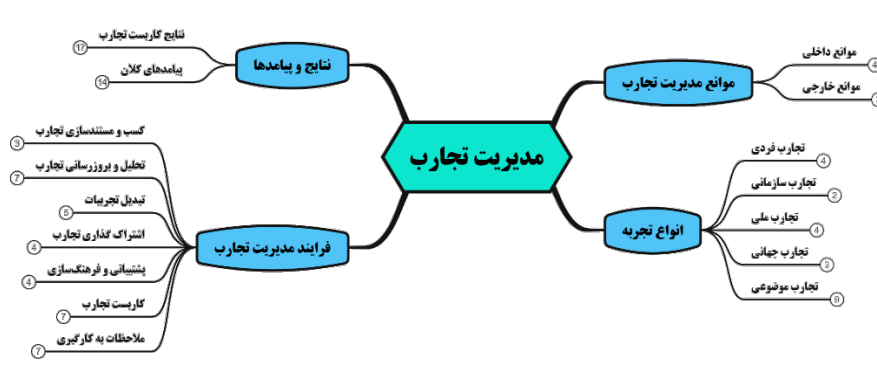 مدیریت تجارب
موانع مدیریت تجارب
موانع داخلی
4
موانع خارجی
انواع تجربه
تجارب فردی
4
تجارب سازمانی
2
تجارب ملی
4
تجارب جهانی
3
تجارب موضوعی
9
نتایج و پیامدها
نتایج کاربست تجارب
17
پیامدهای کلان
14
فرایند مدیریت تجارب
کسب و مستندسازی تجارب
3
تحلیل و بروزرسانی تجارب
7
تبدیل تجربیات
5
اشتراک گذاری تجارب
4
پشتیبانی و فرهنگ‌سازی
4
کاربست تجارب
7
ملاحظات به کارگیری
7